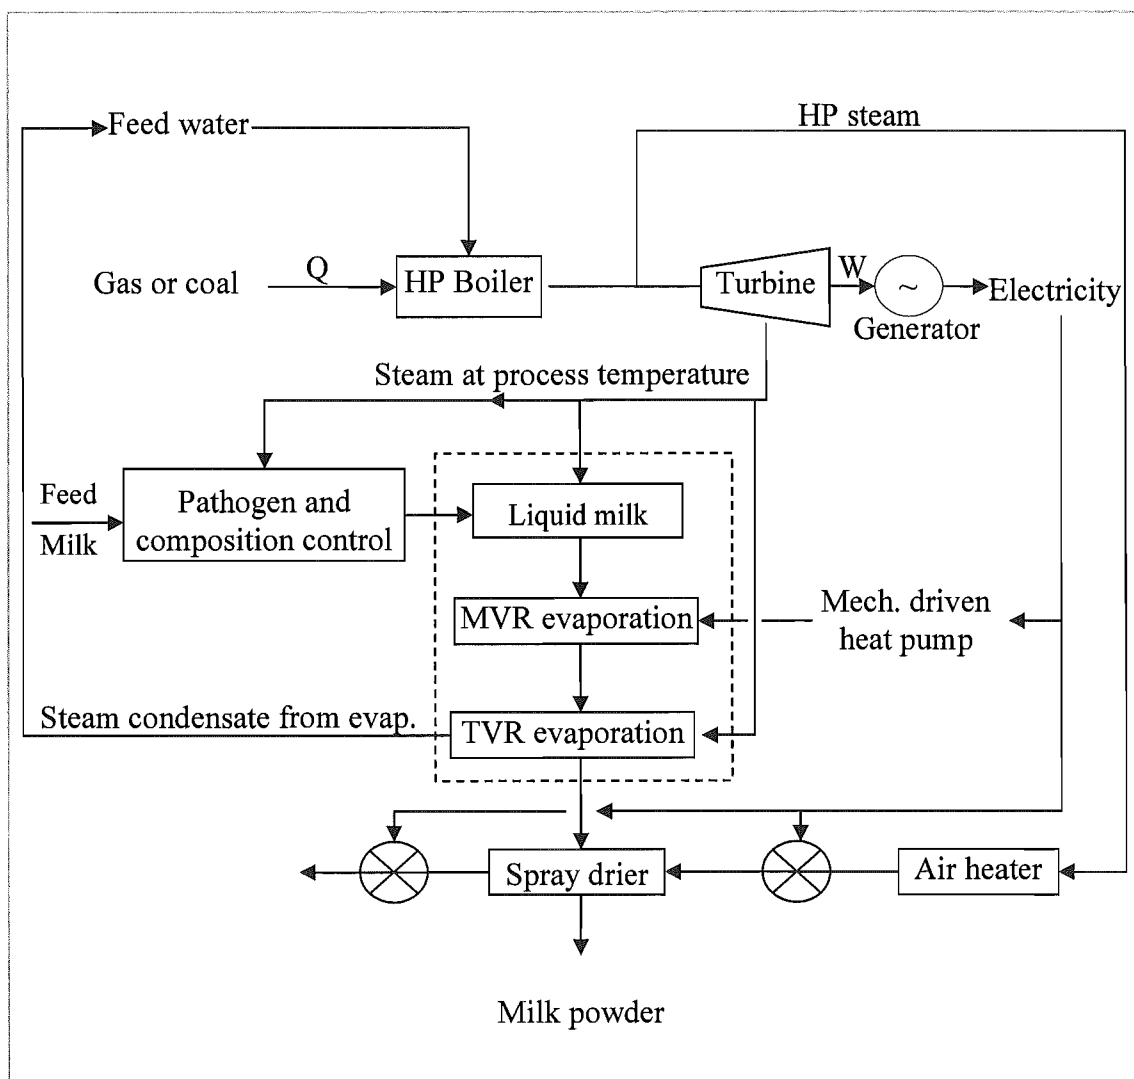 HP steam
Feed water
Q
W
Gas or coal
HP Boiler
Turbine
~
Electricity
Generator
Steam at process temperature
Feed
Milk
Pathogen and
composition control
Liquid milk
MVR evaporation
Mech. driven
heat pump
Steam condensate from evap.
TVR evaporation
Spray drier
Air heater
Milk powder